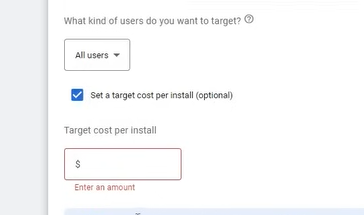 What kind of users do you want to target?
All users
Set a target cost per install (optional)
Target cost per install
$
Enter an amount